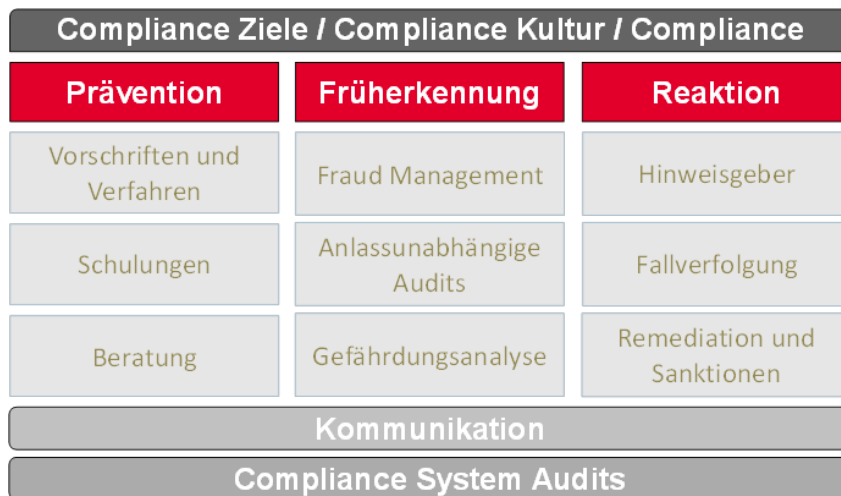 Compliance Ziele / Compliance Kultur / Compliance
Prävention
Früherkennung
Reaktion
Vorschriften und
Verfahren
Fraud Management
Hinweisgeber
Schulungen
Anlassunabhängige
Audits
Fallverfolgung
Beratung
Gefährdungsanalyse
Remediation und
Sanktionen
Kommunikation
Compliance System Audits